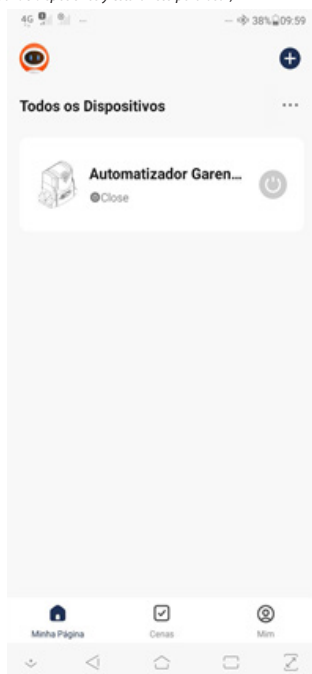 4G
38% 09:59
Todos os Dispositivos
Automatizador Garen...
Close
Minha Página
Cenas
Mim